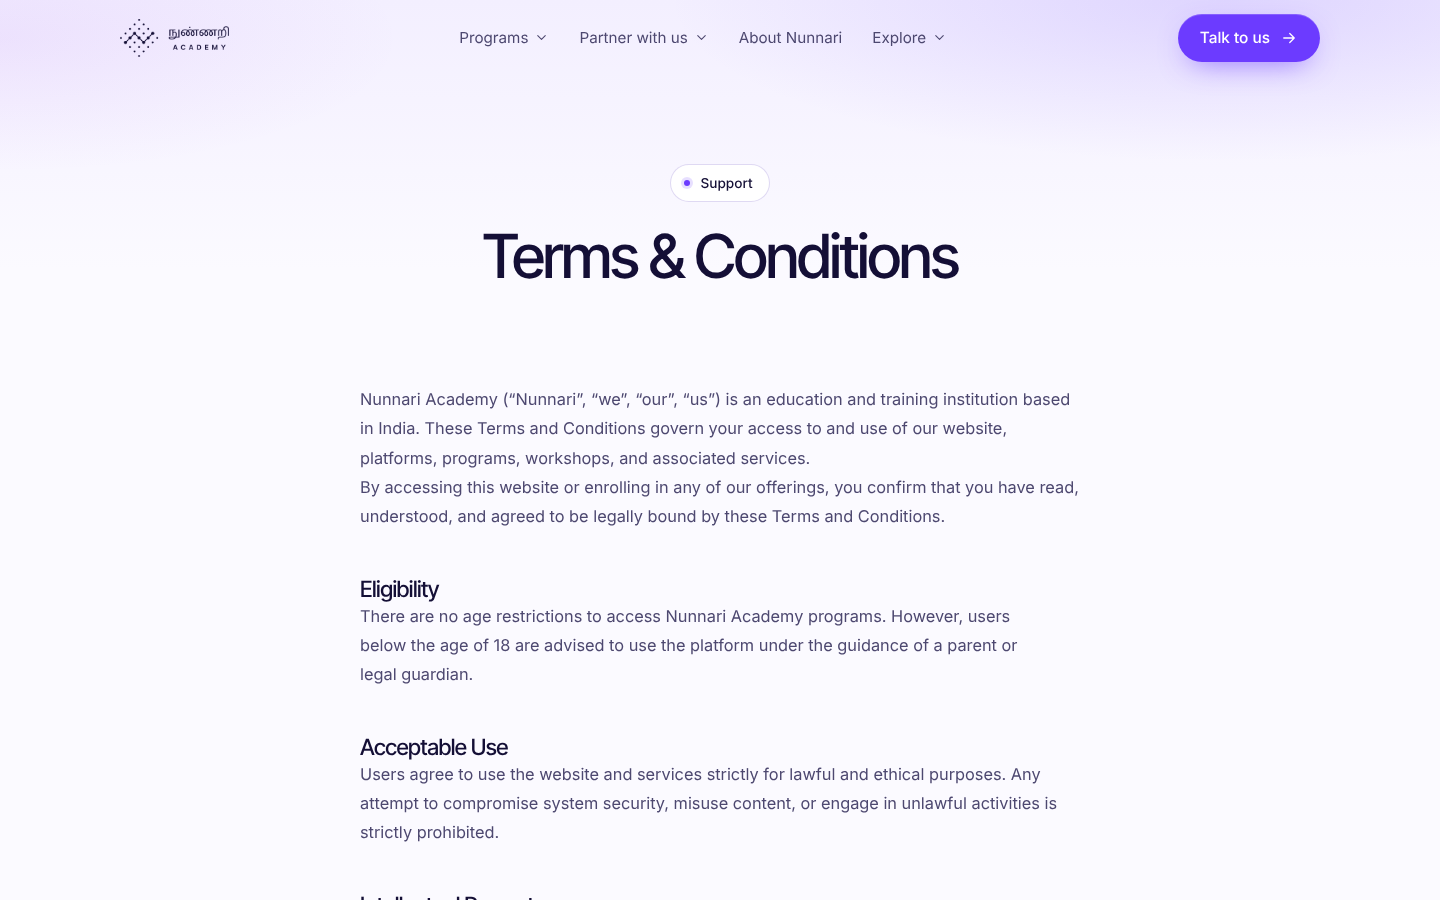 நுண்ணறி
ACADEMY
Programs
Partner with us
About Nunnari
Explore
Talk to us
Support
Terms & Conditions
Nunnari Academy (“Nunnari”, “we”, “our”, “us”) is an education and training institution based
in India. These Terms and Conditions govern your access to and use of our website,
platforms, programs, workshops, and associated services.
By accessing this website or enrolling in any of our offerings, you confirm that you have read,
understood, and agreed to be legally bound by these Terms and Conditions.
Eligibility
There are no age restrictions to access Nunnari Academy programs. However, users
below the age of 18 are advised to use the platform under the guidance of a parent or
legal guardian.
Acceptable Use
Users agree to use the website and services strictly for lawful and ethical purposes. Any
attempt to compromise system security, misuse content, or engage in unlawful activities is
strictly prohibited.